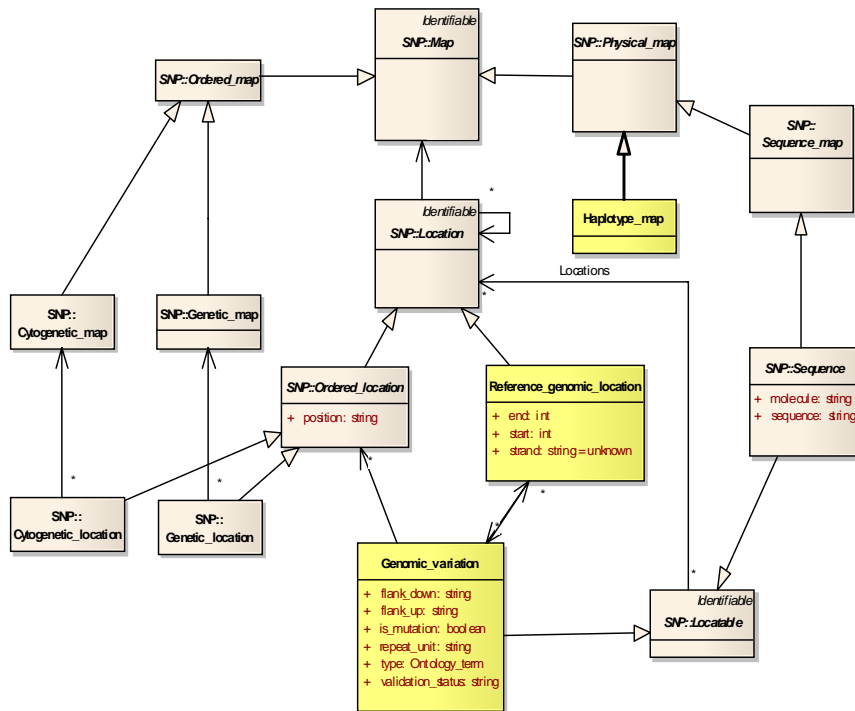 Identifiable
SNP::Map
SNP::Physical_map
SNP::Ordered_map
SNP::
Sequence_map
*
Identifiable
SNP::Location
Haplotype_map
Locations
*
SNP::
Cytogenetic_map
SNP::Genetic_map
SNP::Ordered_location
+ position: string
Reference_genomic_location
+ end: int
+ start: int
+ strand: string = unknown
SNP::Sequence
+ molecule: string
+ sequence: string
*
*
*
*
*
SNP::
Cytogenetic_location
SNP::
Genetic_location
Genomic_variation
+ flank_down: string
+ flank_up: string
+ is_mutation: boolean
+ repeat_unit: string
+ type: Ontology_term
+ validation_status: string
*
Identifiable
SNP::Locatable